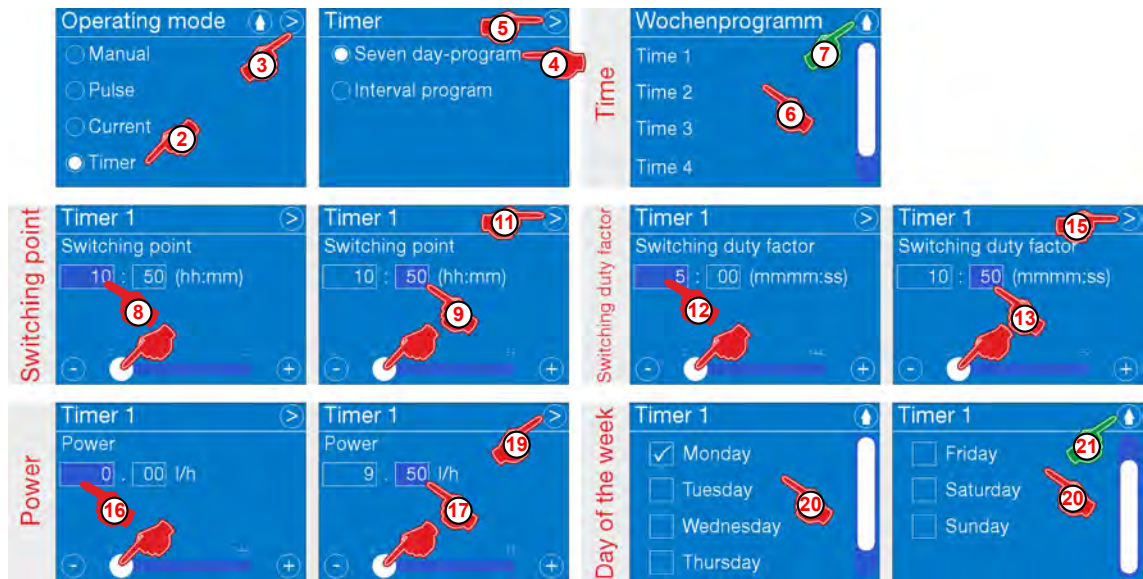 Operating mode >
Manual
Pulse
Current
Timer
3
2
Timer >
Seven day-program
Interval program
5
4
Time
Wochenprogramm
Time 1
Time 2
Time 3
Time 4
7
6
Switching point
Timer 1 >
Switching point
10 : 50 (hh:mm)
8
- +
Timer 1 >
Switching point
10 : 50 (hh:mm)
11
9
- +
Switching duty factor
Timer 1 >
Switching duty factor
5 : 00 (mmmm:ss)
12
- +
Timer 1 >
Switching duty factor
10 : 50 (mmmm:ss)
15
13
- +
Power
Timer 1 >
Power
0 . 00 l/h
16
- +
Timer 1 >
Power
9 . 50 l/h
19
17
- +
Day of the week
Timer 1
Monday
Tuesday
Wednesday
Thursday
20
Timer 1
Friday
Saturday
Sunday
21
20